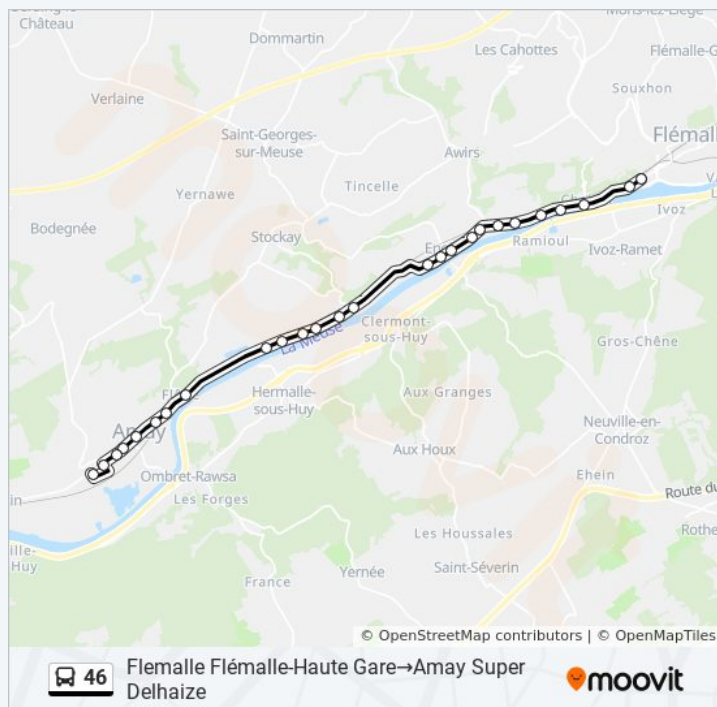 Château
Dommartin
Mons-lez-Liège
Les Cahottes
Flémalle-G
Verlaine
Souxhon
Saint-Georges-
sur-Meuse
Awirs
Flémall
Tincelle
Yernawe
Ivoz
Bodegnée
Stockay
Ramioul
Ivoz-Ramet
La Meuse
Clermont-
sous-Huy
Gros-Chêne
Hermalle-
sous-Huy
Aux Granges
Amay
Neuville-en-
Condroz
Aux Houx
Ombret-Rawsa
Ehein
Les Forges
Route du
Les Houssales
Rothe
ille-
Huy
Yernée
Saint-Séverin
France
© OpenStreetMap contributors | © OpenMapTiles
46
Flemalle Flémalle-Haute Gare→Amay Super
Delhaize
moovit